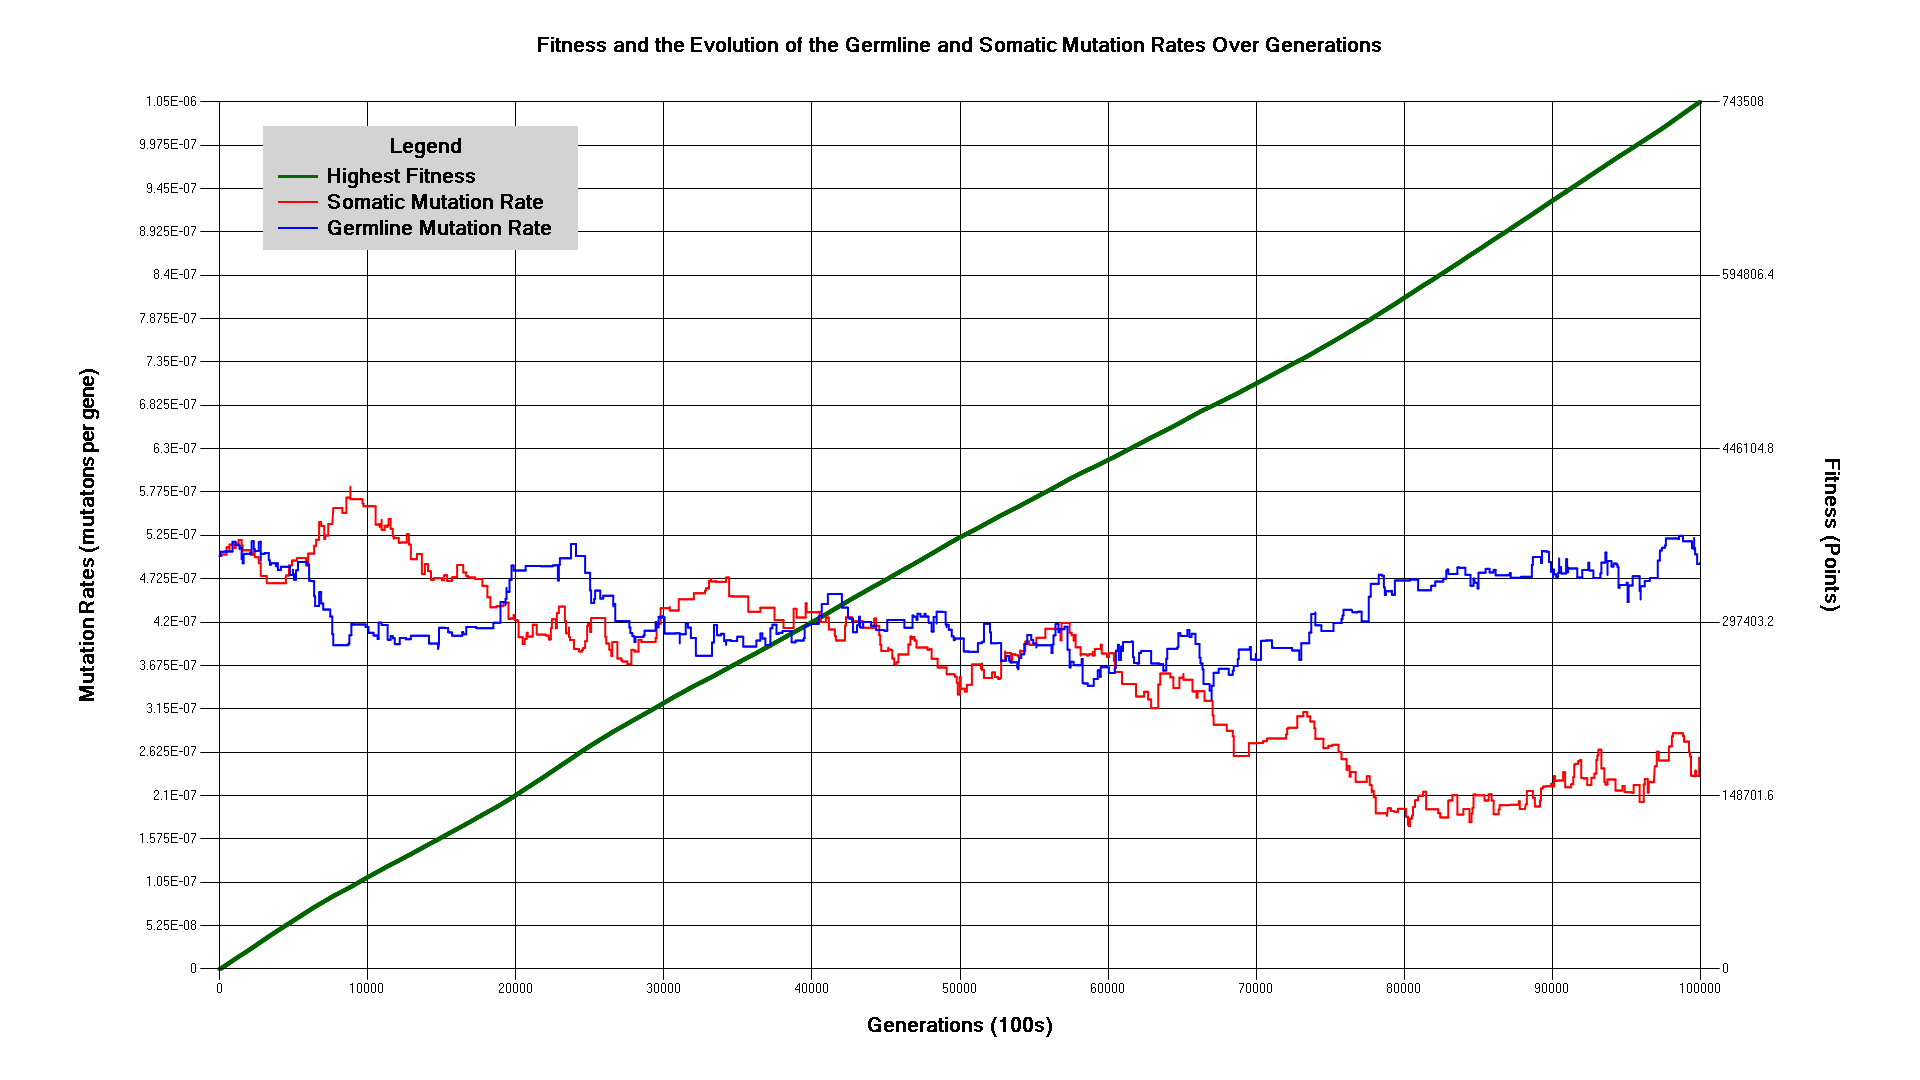 Fitness and the Evolution of the Germline and Somatic Mutation Rates Over Generations
Legend
Highest Fitness
Somatic Mutation Rate
Germline Mutation Rate
Mutation Rates (mutatons per gene)
1.05E-06
9.975E-07
9.45E-07
8.925E-07
8.4E-07
7.875E-07
7.35E-07
6.825E-07
6.3E-07
5.775E-07
5.25E-07
4.725E-07
4.2E-07
3.675E-07
3.15E-07
2.625E-07
2.1E-07
1.575E-07
1.05E-07
5.25E-08
0
743508
594806.4
446104.8
297403.2
148701.6
0
Fitness (Points)
0 10000 20000 30000 40000 50000 60000 70000 80000 90000 100000
Generations (100s)